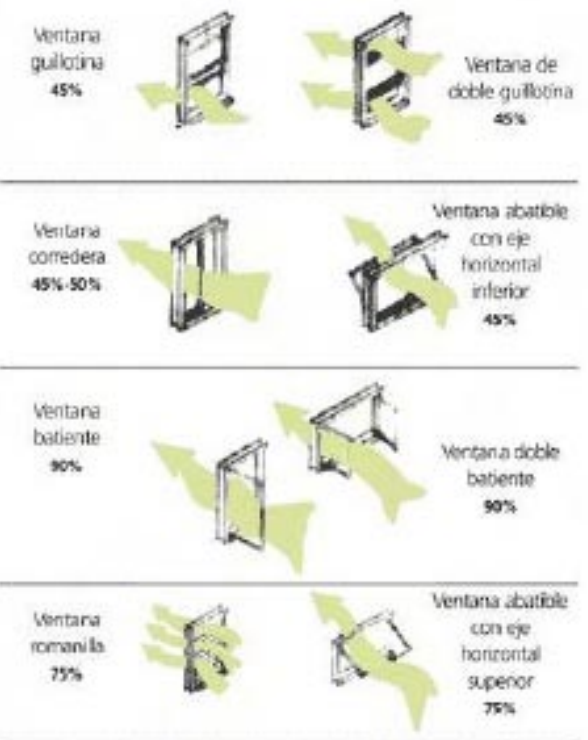 Ventana
guillotina
45%
Ventana de
doble guillotina
45%
Ventana
corredera
45%-50%
Ventana abatible
con eje
horizontal
inferior
45%
Ventana
batiente
90%
Ventana doble
batiente
90%
Ventana
romanilla
75%
Ventana abatible
con eje
horizontal
superior
75%